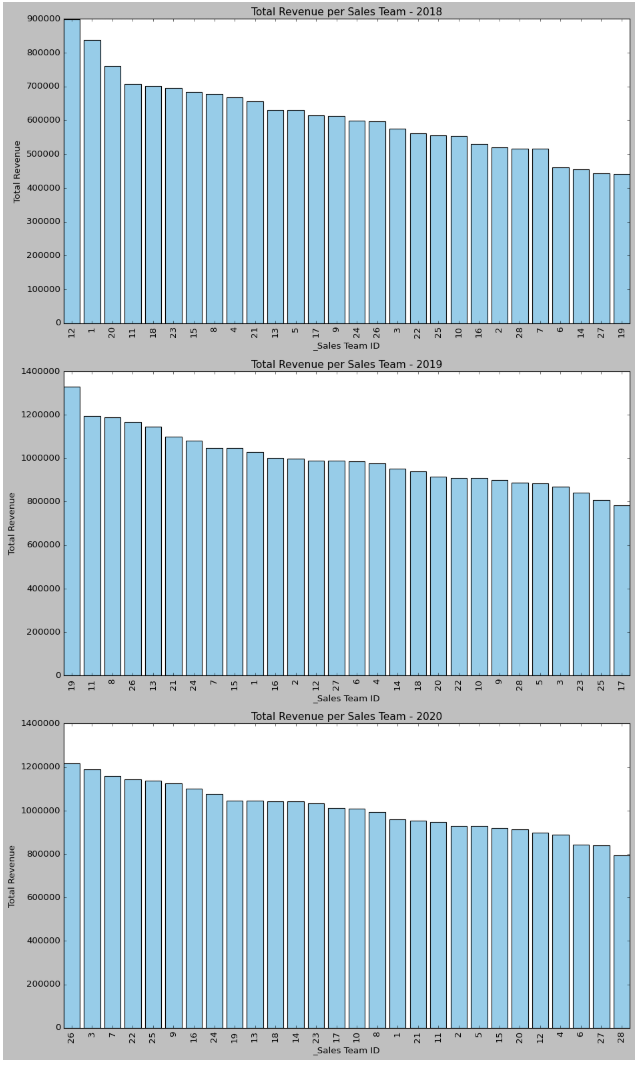 Total Revenue per Sales Team - 2018
900000
800000
700000
600000
500000
400000
300000
200000
100000
0
Total Revenue
12 1 20 11 18 23 15 8 4 21 13 5 17 9 24 26 3 22 25 10 16 2 28 7 6 14 27 19
_Sales Team ID
Total Revenue per Sales Team - 2019
1400000
1200000
1000000
800000
600000
400000
200000
0
Total Revenue
19 11 8 26 13 21 24 7 15 1 16 2 12 27 6 4 14 18 20 22 10 9 28 5 3 23 25 17
_Sales Team ID
Total Revenue per Sales Team - 2020
1400000
1200000
1000000
800000
600000
400000
200000
0
Total Revenue
26 3 7 22 25 9 16 24 19 13 18 14 23 17 10 8 1 21 11 2 5 15 20 12 4 6 27 28
_Sales Team ID